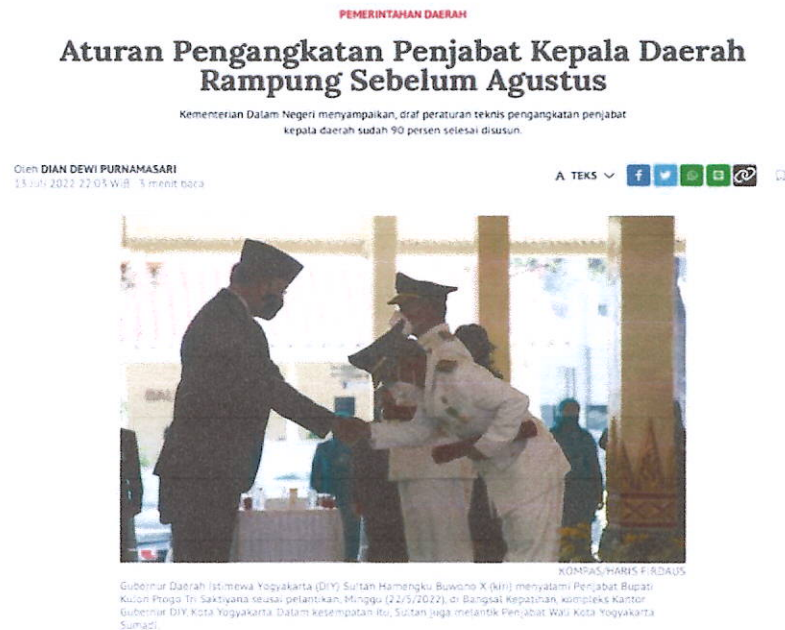 PEMERINTAHAN DAERAH
Aturan Pengangkatan Penjabat Kepala Daerah
Rampung Sebelum Agustus
Kementerian Dalam Negeri menyampaikan, draf peraturan teknis pengangkatan penjabat
kepala daerah sudah 90 persen selesai disusun.
Oleh DIAN DEWI PURNAMASARI
13 Juli 2022 22:03 WIB · 3 menit baca
A TEKS
BAL
KOMPAS/HARIS FIRDAUS
Gubernur Daerah Istimewa Yogyakarta (DIY) Sultan Hamengku Buwono X (kiri) menyalami Penjabat Bupati
Kulon Progo Tri Saktiyana seusai pelantikan, Minggu (22/5/2022), di Bangsal Kepatihan, kompleks Kantor
Gubernur DIY, Kota Yogyakarta. Dalam kesempatan itu, Sultan juga melantik Penjabat Wali Kota Yogyakarta
Sumadi.